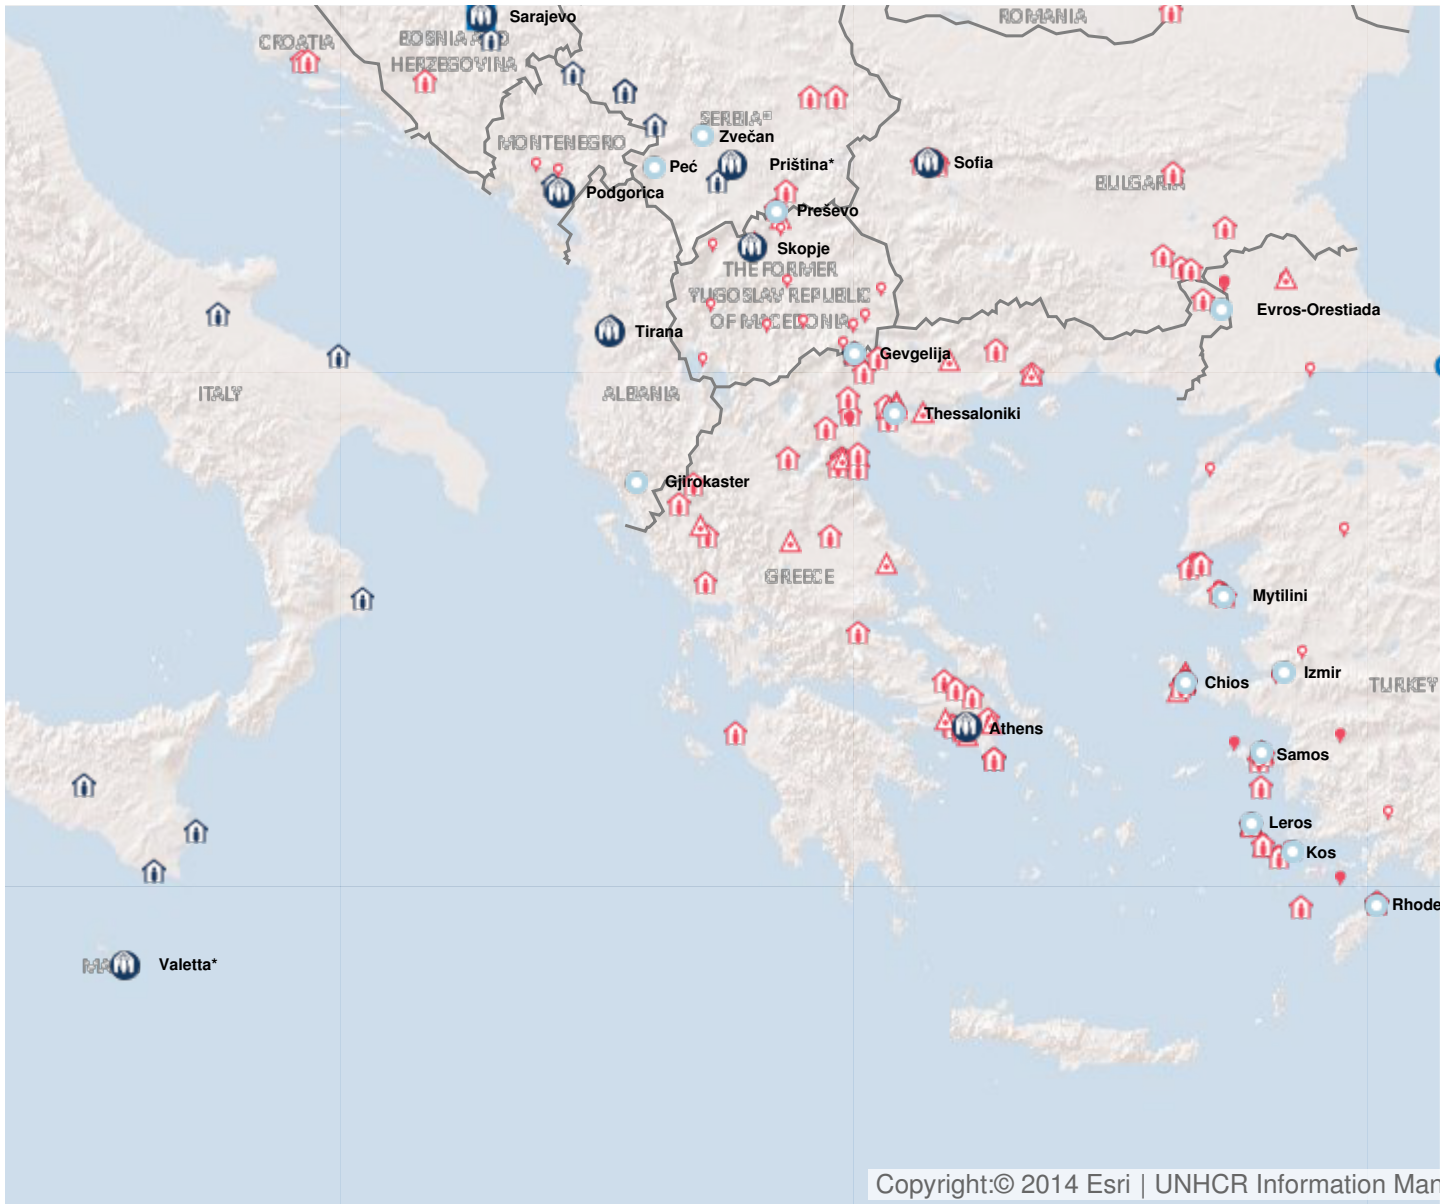 Sarajevo
ROMANIA
CROATIA
BOSNIA AND
HERZEGOVINA
SERBIA
Zvečan
MONTENEGRO
Peć
Priština*
Sofia
BULGARIA
Podgorica
Preševo
Skopje
THE FORMER
YUGOSLAV REPUBLIC
OF MACEDONIA
Evros-Orestiada
Tirana
Gevgelija
ITALY
ALBANIA
Thessaloniki
Gjirokaster
GREECE
Mytilini
Izmir
Chios
TURKEY
Athens
Samos
Leros
Kos
Rhode
Valetta*
Copyright:© 2014 Esri | UNHCR Information Man